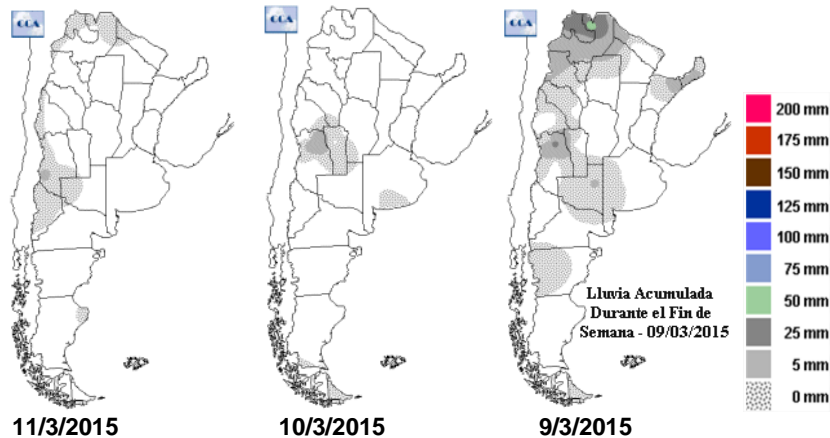 CCA
CCA
CCA
200 mm
175 mm
150 mm
125 mm
100 mm
75 mm
50 mm
25 mm
5 mm
0 mm
Lluvia Acumulada
Durante el Fin de
Semana - 09/03/2015
11/3/2015
10/3/2015
9/3/2015